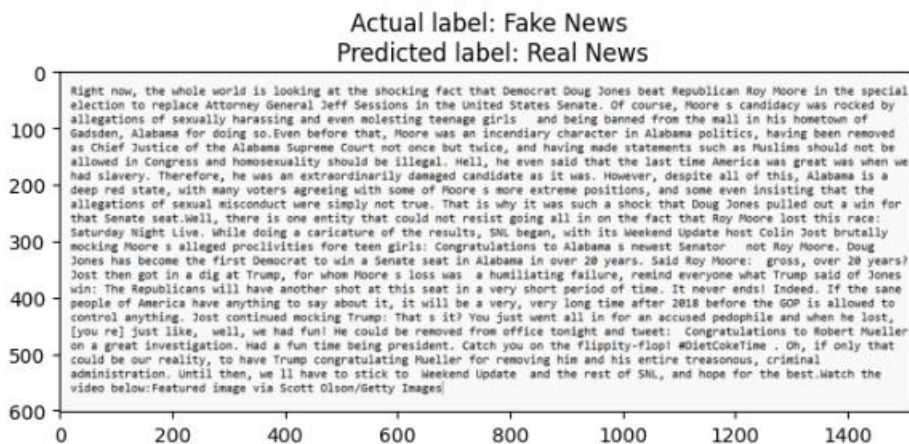 Actual label: Fake News
Predicted label: Real News
0
100
200
300
400
500
600
Right now, the whole world is looking at the shocking fact that Democrat Doug Jones beat Republican Roy Moore in the special
election to replace Attorney General Jeff Sessions in the United States Senate. Of course, Moore s candidacy was rocked by
allegations of sexually harassing and even molesting teenage girls   and being banned from the mall in his hometown of
Gadsden, Alabama for doing so.Even before that, Moore was an incendiary character in Alabama politics, having been removed
as Chief Justice of the Alabama Supreme Court not once but twice, and having made statements such as Muslims should not be
allowed in Congress and homosexuality should be illegal. Hell, he even said that the last time America was great was when we
had slavery. Therefore, he was an extraordinarily damaged candidate as it was. However, despite all of this, Alabama is a
deep red state, with many voters agreeing with some of Moore s more extreme positions, and some even insisting that the
allegations of sexual misconduct were simply not true. That is why it was such a shock that Doug Jones pulled out a win for
that Senate seat.Well, there is one entity that could not resist going all in on the fact that Roy Moore lost this race:
Saturday Night Live. While doing a caricature of the results, SNL began, with its Weekend Update host Colin Jost brutally
mocking Moore s alleged proclivities fore teen girls: Congratulations to Alabama s newest Senator   not Roy Moore. Doug
Jones has become the first Democrat to win a Senate seat in Alabama in over 20 years. Said Roy Moore:  gross, over 20 years?
Jost then got in a dig at Trump, for whom Moore s loss was  a humiliating failure, remind everyone what Trump said of Jones
win: The Republicans will have another shot at this seat in a very short period of time. It never ends! Indeed. If the sane
people of America have anything to say about it, it will be a very, very long time after 2018 before the GOP is allowed to
control anything. Jost continued mocking Trump: That s it? You just went all in for an accused pedophile and when he lost,
[you re] just like,  well, we had fun! He could be removed from office tonight and tweet:  Congratulations to Robert Mueller
on a great investigation. Had a fun time being president. Catch you on the flippity-flop! #DietCokeTime . Oh, if only that
could be our reality, to have Trump congratulating Mueller for removing him and his entire treasonous, criminal
administration. Until then, we ll have to stick to  Weekend Update  and the rest of SNL, and hope for the best.Watch the
video below:Featured image via Scott Olson/Getty Images
0 200 400 600 800 1000 1200 1400